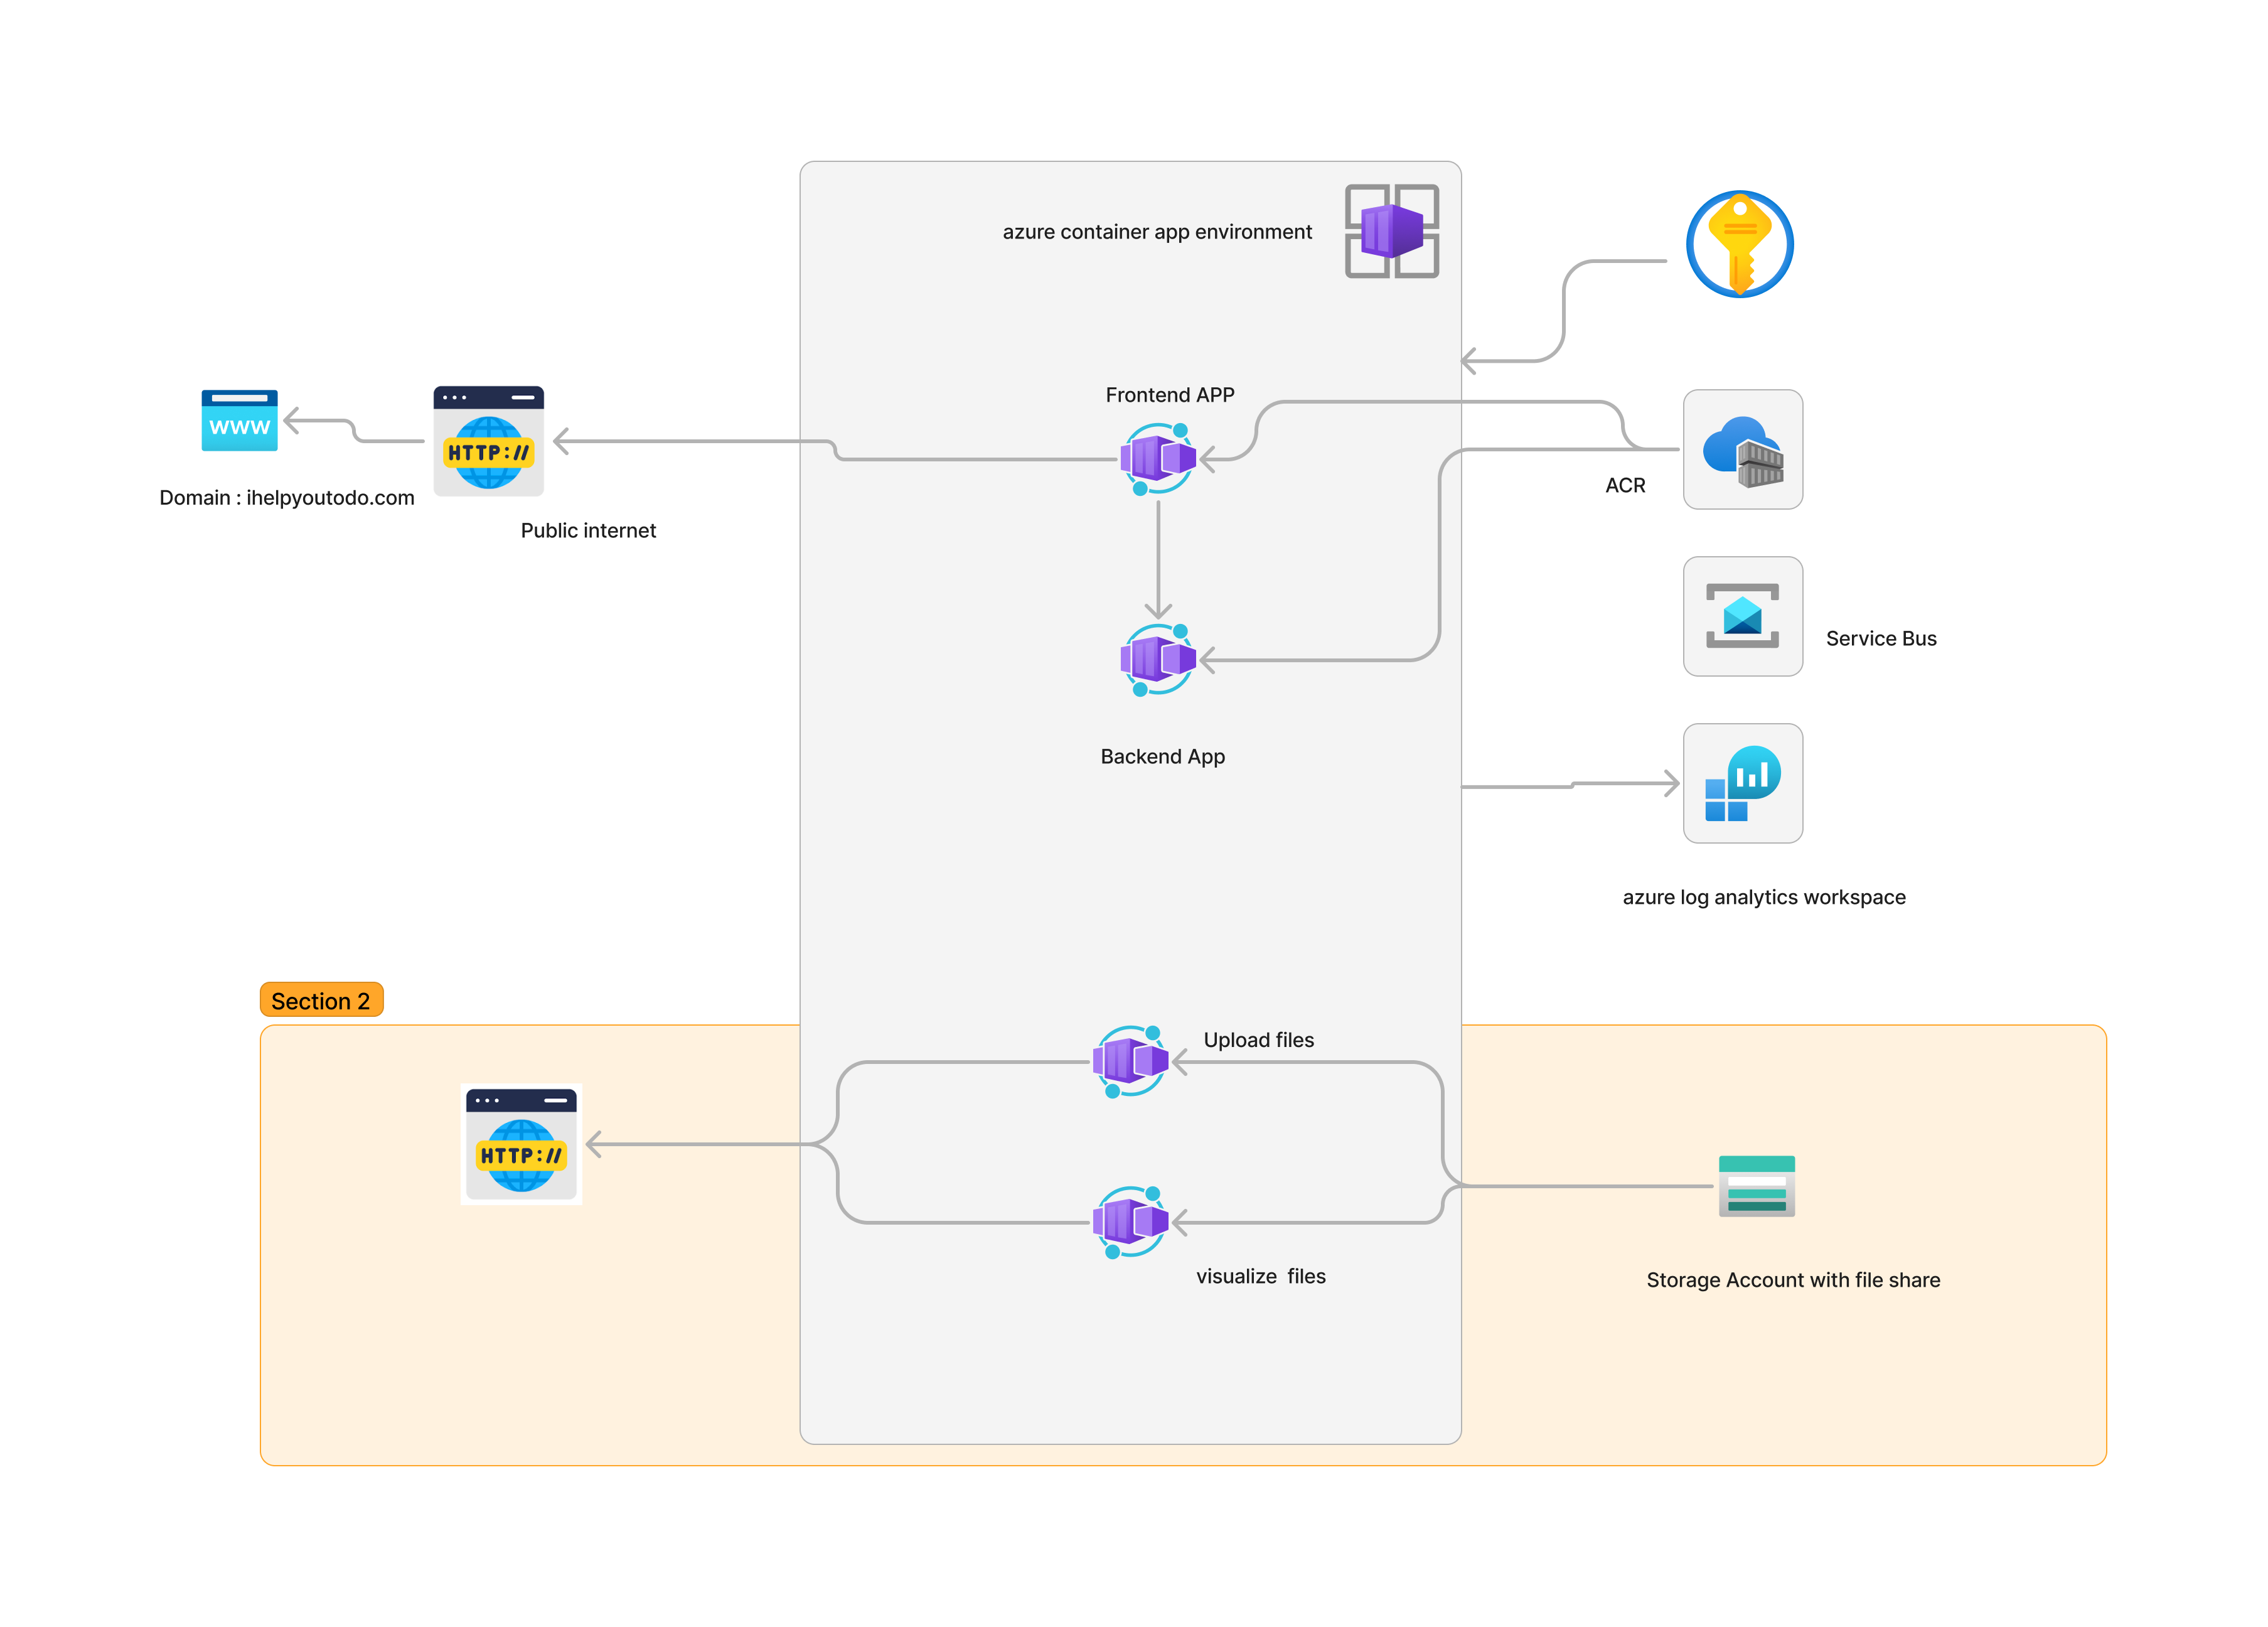 azure container app environment
Frontend APP
www
HTTP://
Domain : ihelpyoutodo.com
Public internet
ACR
Service Bus
Backend App
azure log analytics workspace
Section 2
Upload files
HTTP://
visualize  files
Storage Account with file share